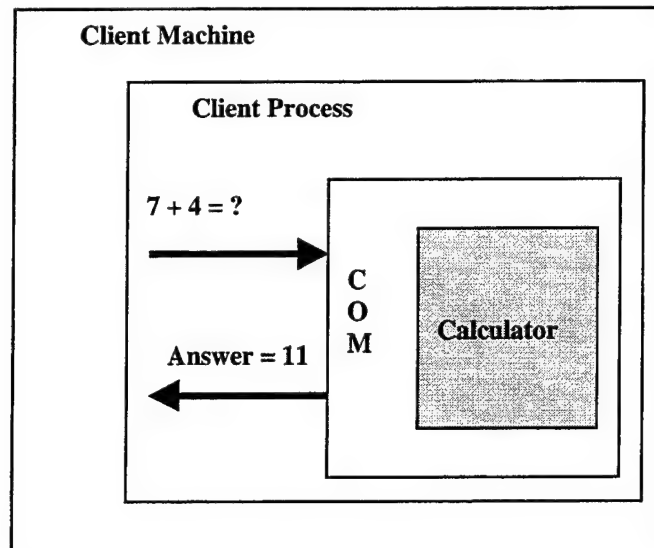 Client Machine
Client Process
7 + 4 = ?
C
O
M
Calculator
Answer = 11